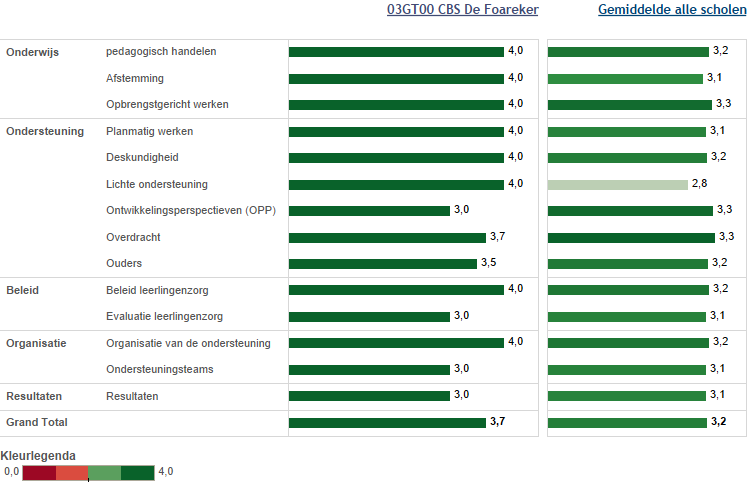 03GT00 CBS De Foareker Gemiddelde alle scholen
Onderwijs pedagogisch handelen 4,0 3,2
Afstemming 4,0 3,1
Opbrengstgericht werken 4,0 3,3
Ondersteuning Planmatig werken 4,0 3,1
Deskundigheid 4,0 3,2
Lichte ondersteuning 4,0 2,8
Ontwikkelingsperspectieven (OPP) 3,0 3,3
Overdracht 3,7 3,3
Ouders 3,5 3,2
Beleid Beleid leerlingenzorg 4,0 3,2
Evaluatie leerlingenzorg 3,0 3,1
Organisatie Organisatie van de ondersteuning 4,0 3,2
Ondersteuningsteams 3,0 3,1
Resultaten Resultaten 3,0 3,1
Grand Total 3,7 3,2
Kleurlegenda
0,0 4,0